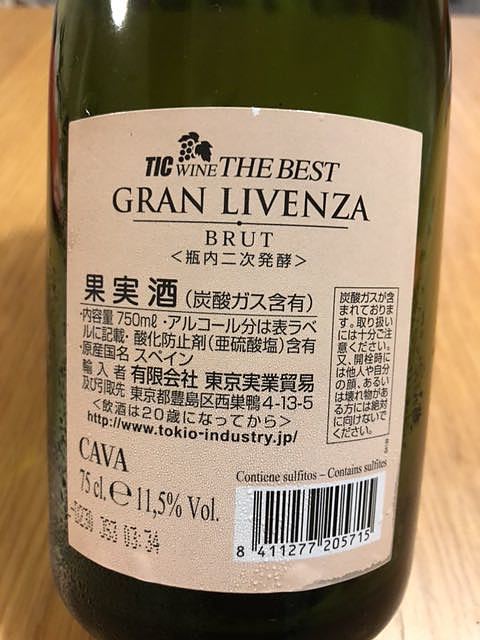 TIC WINE THE BEST
GRAN LIVENZA
BRUT
<瓶内二次発酵>
果実酒(炭酸ガス含有)
・内容量750mℓ・アルコール分は表ラベ
ルに記載・酸化防止剤(亜硫酸塩)含有
・原産国名 スペイン
輸入者 有限会社 東京実業貿易
及び引取先 東京都豊島区西巣鴨4-13-5
<飲酒は20歳になってから>
http://www.tokio-industry.jp/
炭酸ガスが含
まれておりま
す。取り扱い
には十分ご注
意ください。
又、開栓時に
は他人や自分
の顔、あるい
は壊れ物があ
る方には絶対
に向けないで
ください。
CAVA
75 cl. e 11,5% Vol.
Contiene sulfitos – Contains sulfites
8 411277 205715